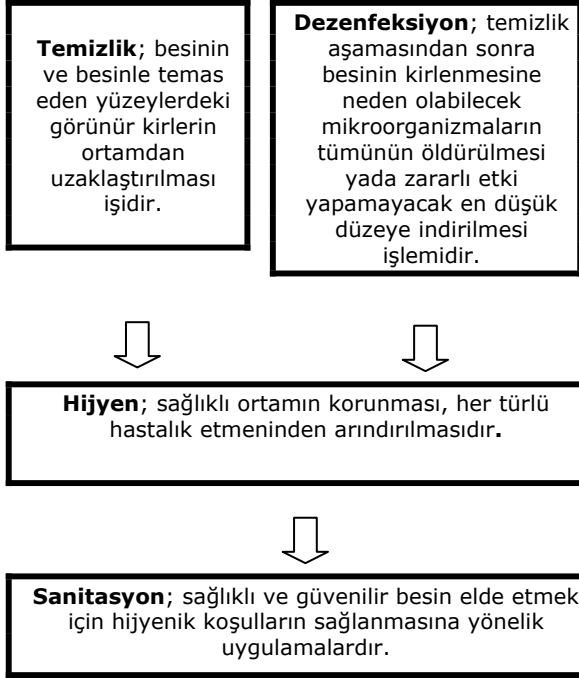 Temizlik; besinin
ve besinle temas
eden yüzeylerdeki
görünür kirlerin
ortamdan
uzaklaştırılması
işidir.
Dezenfeksiyon; temizlik
aşamasından sonra
besinin kirlenmesine
neden olabilecek
mikroorganizmaların
tümünün öldürülmesi
yada zararlı etki
yapamayacak en düşük
düzeye indirilmesi
işlemidir.
Hijyen; sağlıklı ortamın korunması, her türlü
hastalık etmeninden arındırılmasıdır.
Sanitasyon; sağlıklı ve güvenilir besin elde etmek
için hijyenik koşulların sağlanmasına yönelik
uygulamalardır.